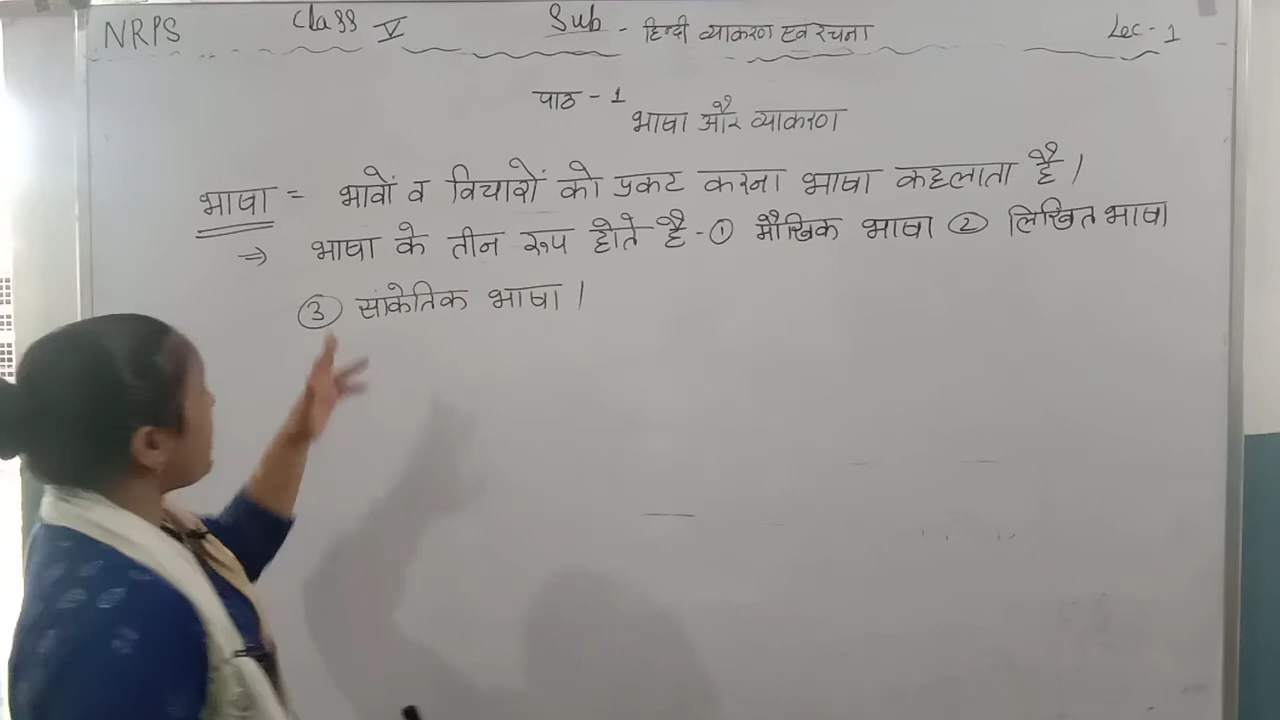 NRPS Class V Sub - हिन्दी व्याकरण एवं रचना Lec - 1
पाठ - 1
भाषा और व्याकरण
भाषा = भावों व विचारों को प्रकट करना भाषा कहलाता है।
⇒ भाषा के तीन रूप होते है - ① मौखिक भाषा ② लिखित भाषा
③ सांकेतिक भाषा।